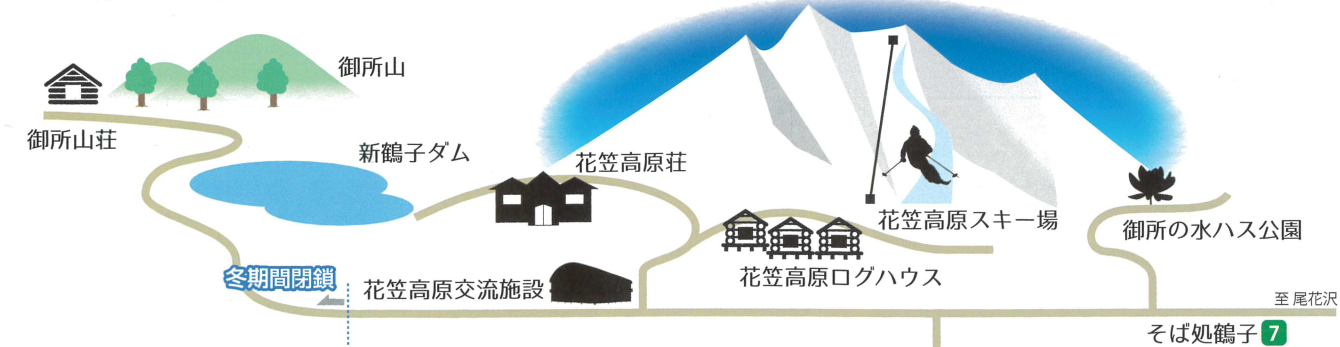 御所山
御所山荘
新鶴子ダム
花笠高原荘
花笠高原スキー場
御所の水ハス公園
花笠高原ログハウス
冬期間閉鎖
花笠高原交流施設
至 尾花沢
そば処鶴子 7